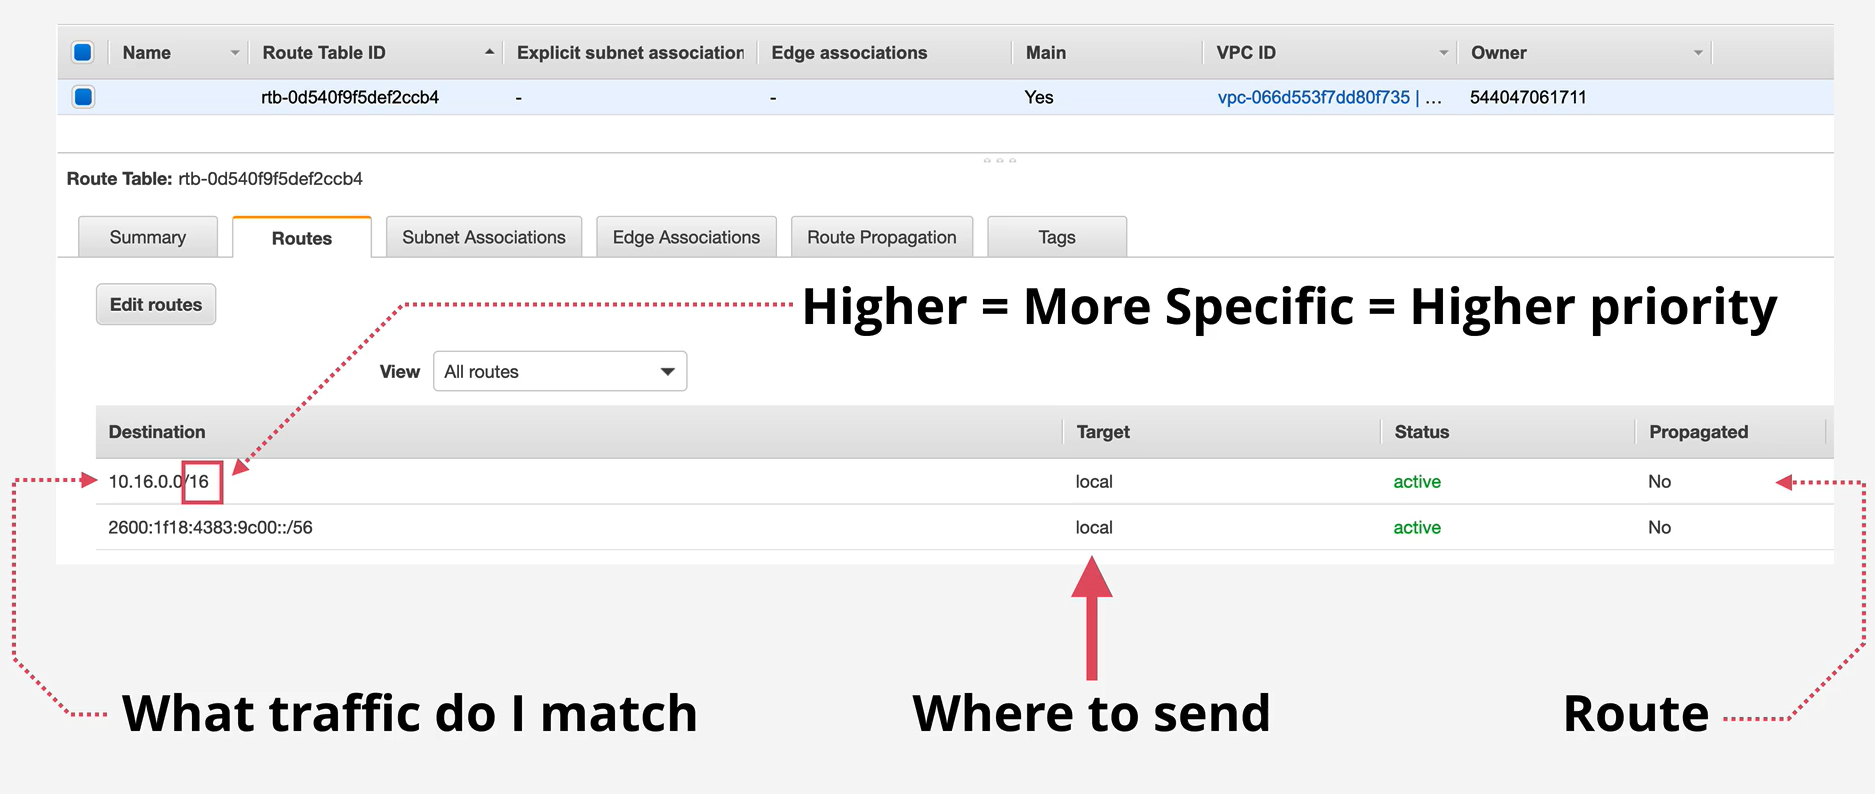 Name Route Table ID Explicit subnet association Edge associations Main VPC ID Owner
rtb-0d540f9f5def2ccb4 - - Yes vpc-066d553f7dd80f735 | ... 544047061711
Route Table: rtb-0d540f9f5def2ccb4
Summary Routes Subnet Associations Edge Associations Route Propagation Tags
Edit routes
Higher = More Specific = Higher priority
View All routes
Destination Target Status Propagated
10.16.0.0/16 local active No
2600:1f18:4383:9c00::/56 local active No
What traffic do I match Where to send Route